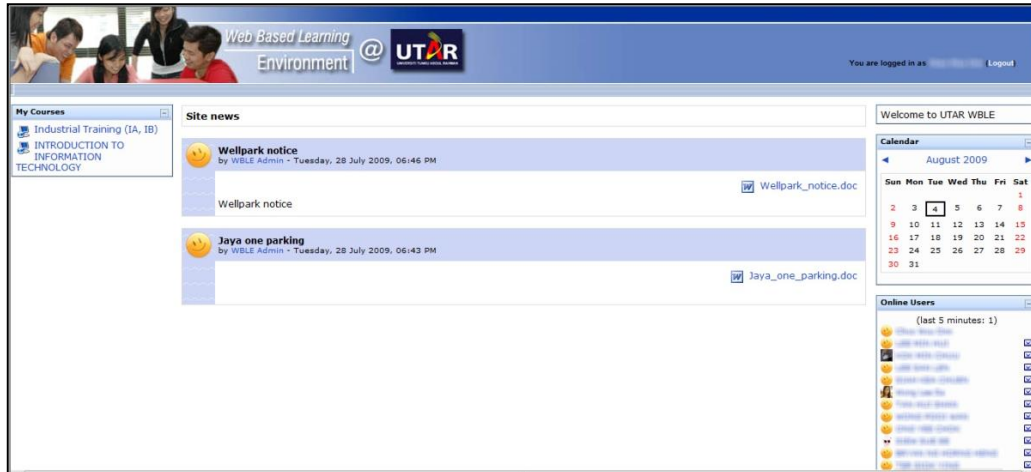 Web Based Learning
Environment
@
UTAR
UNIVERSITI TUNKU ABDUL RAHMAN
You are logged in as (Logout)
My Courses
Industrial Training (IA, IB)
INTRODUCTION TO
INFORMATION
TECHNOLOGY
Site news
Wellpark notice
by WBLE Admin - Tuesday, 28 July 2009, 06:46 PM
Wellpark_notice.doc
Wellpark notice
Jaya one parking
by WBLE Admin - Tuesday, 28 July 2009, 06:43 PM
Jaya_one_parking.doc
Welcome to UTAR WBLE
Calendar
August 2009
Sun Mon Tue Wed Thu Fri Sat
1
2 3 4 5 6 7 8
9 10 11 12 13 14 15
16 17 18 19 20 21 22
23 24 25 26 27 28 29
30 31
Online Users
(last 5 minutes: 1)